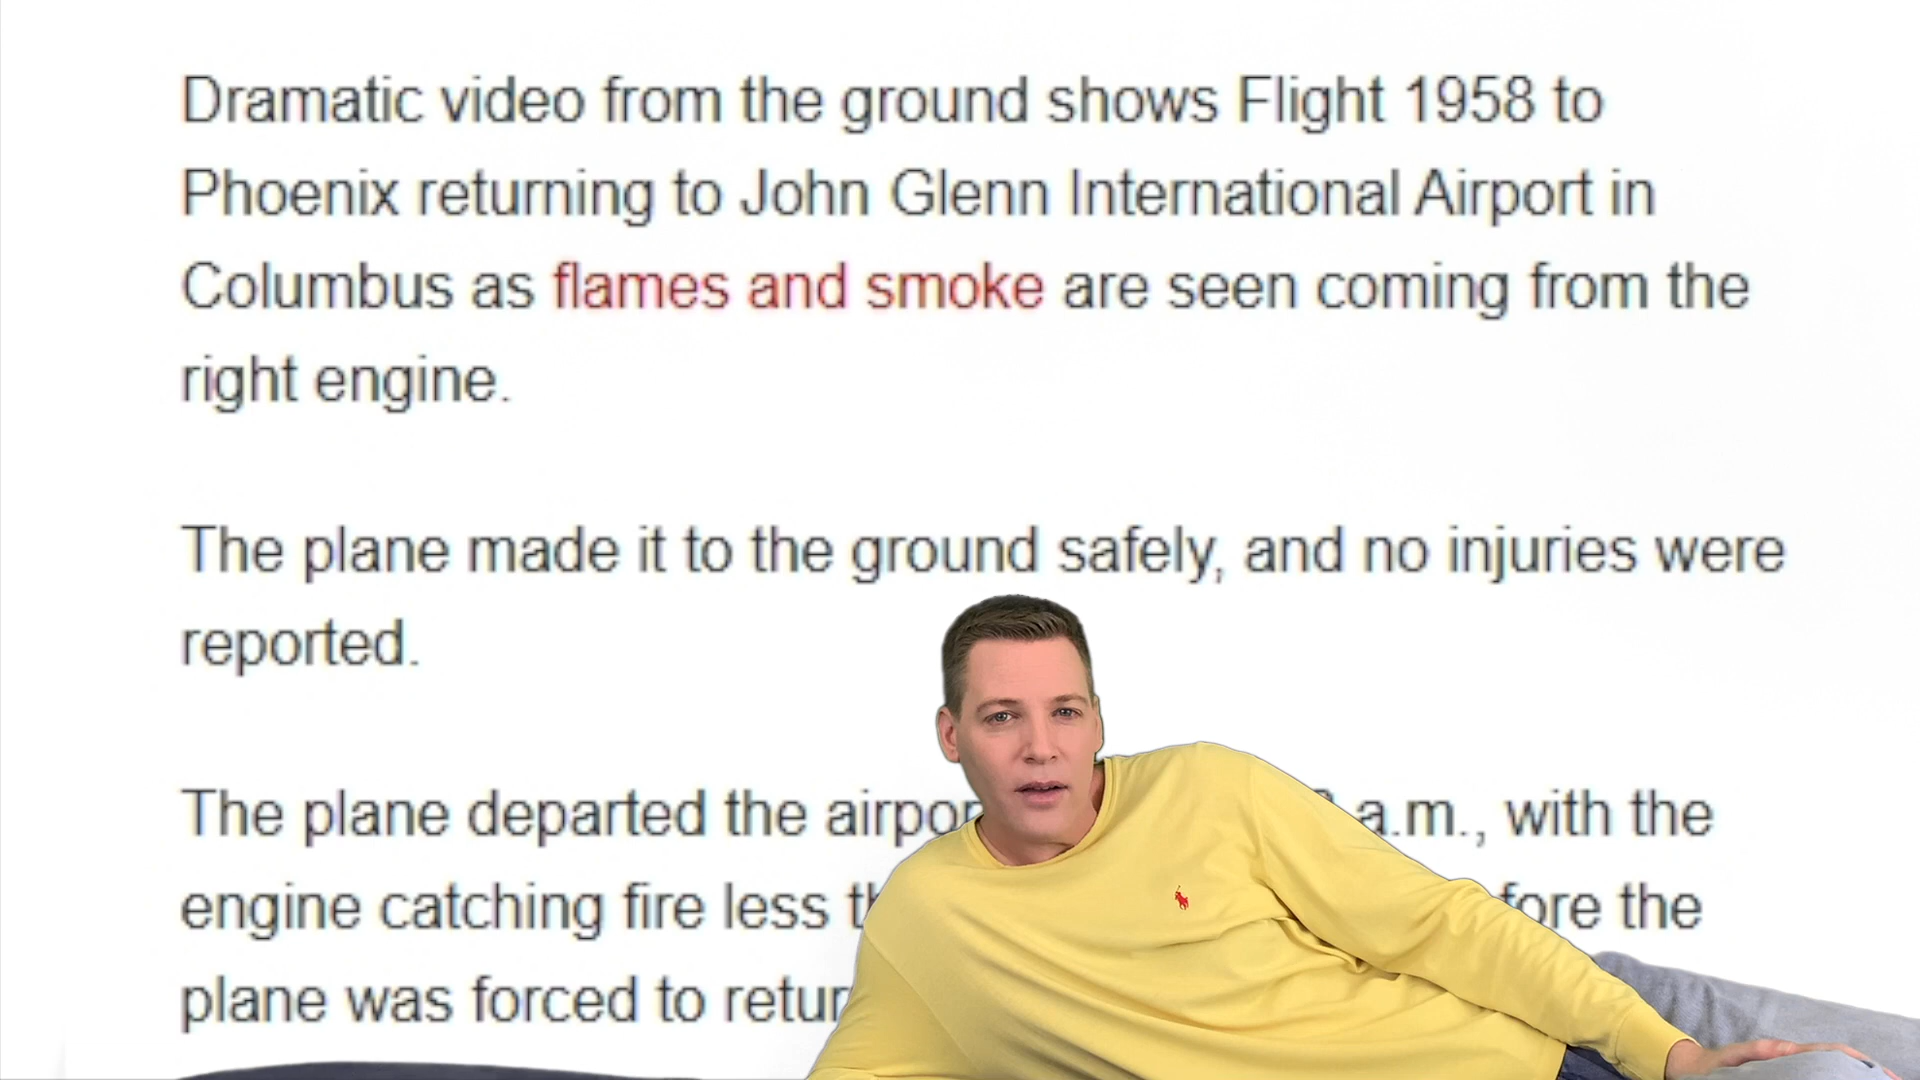 Dramatic video from the ground shows Flight 1958 to
Phoenix returning to John Glenn International Airport in
Columbus as flames and smoke are seen coming from the
right engine.
The plane made it to the ground safely, and no injuries were
reported.
The plane departed the a.m., with the
engine catching fire less the
plane was forced to